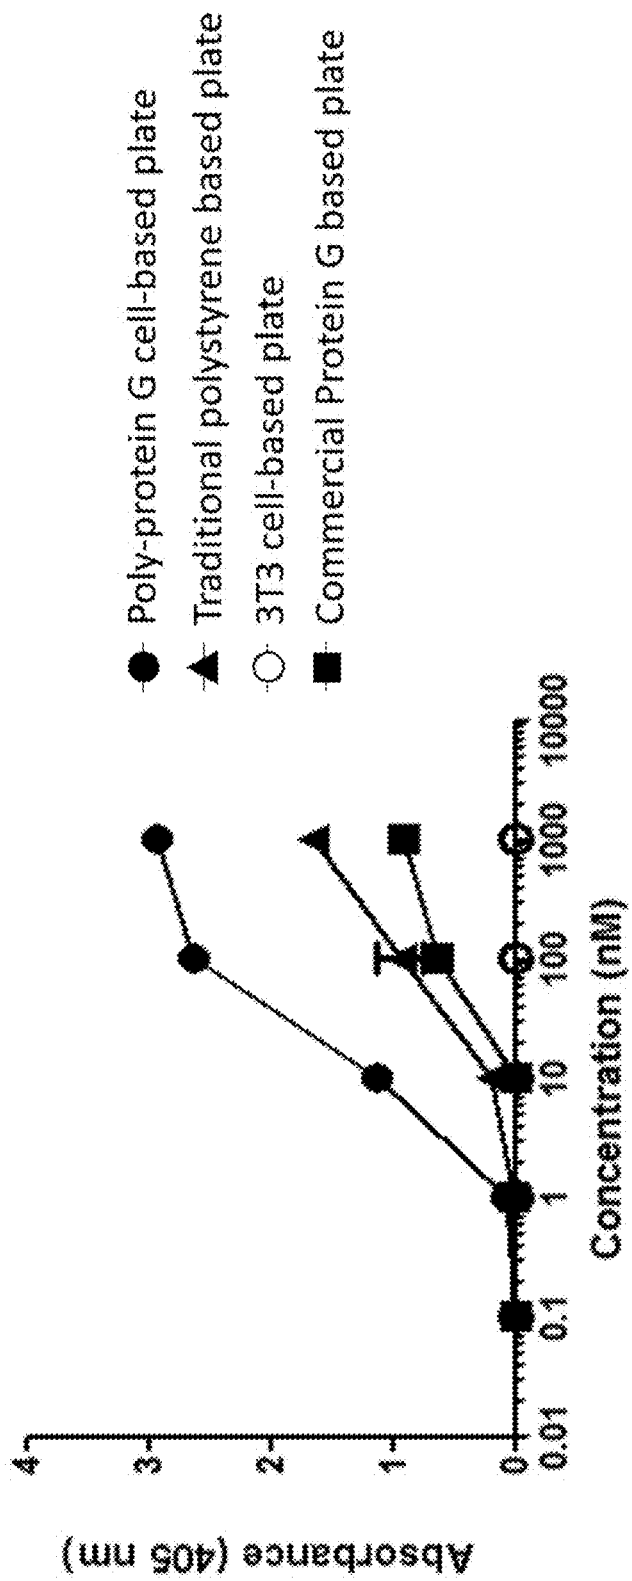 Poly-protein G cell-based plate
Traditional polystyrene based plate
3T3 cell-based plate
Commercial Protein G based plate
Absorbance (405 nm)
4
3
2
1
0
0.01
0.1
1
10
100
1000
10000
Concentration (nM)